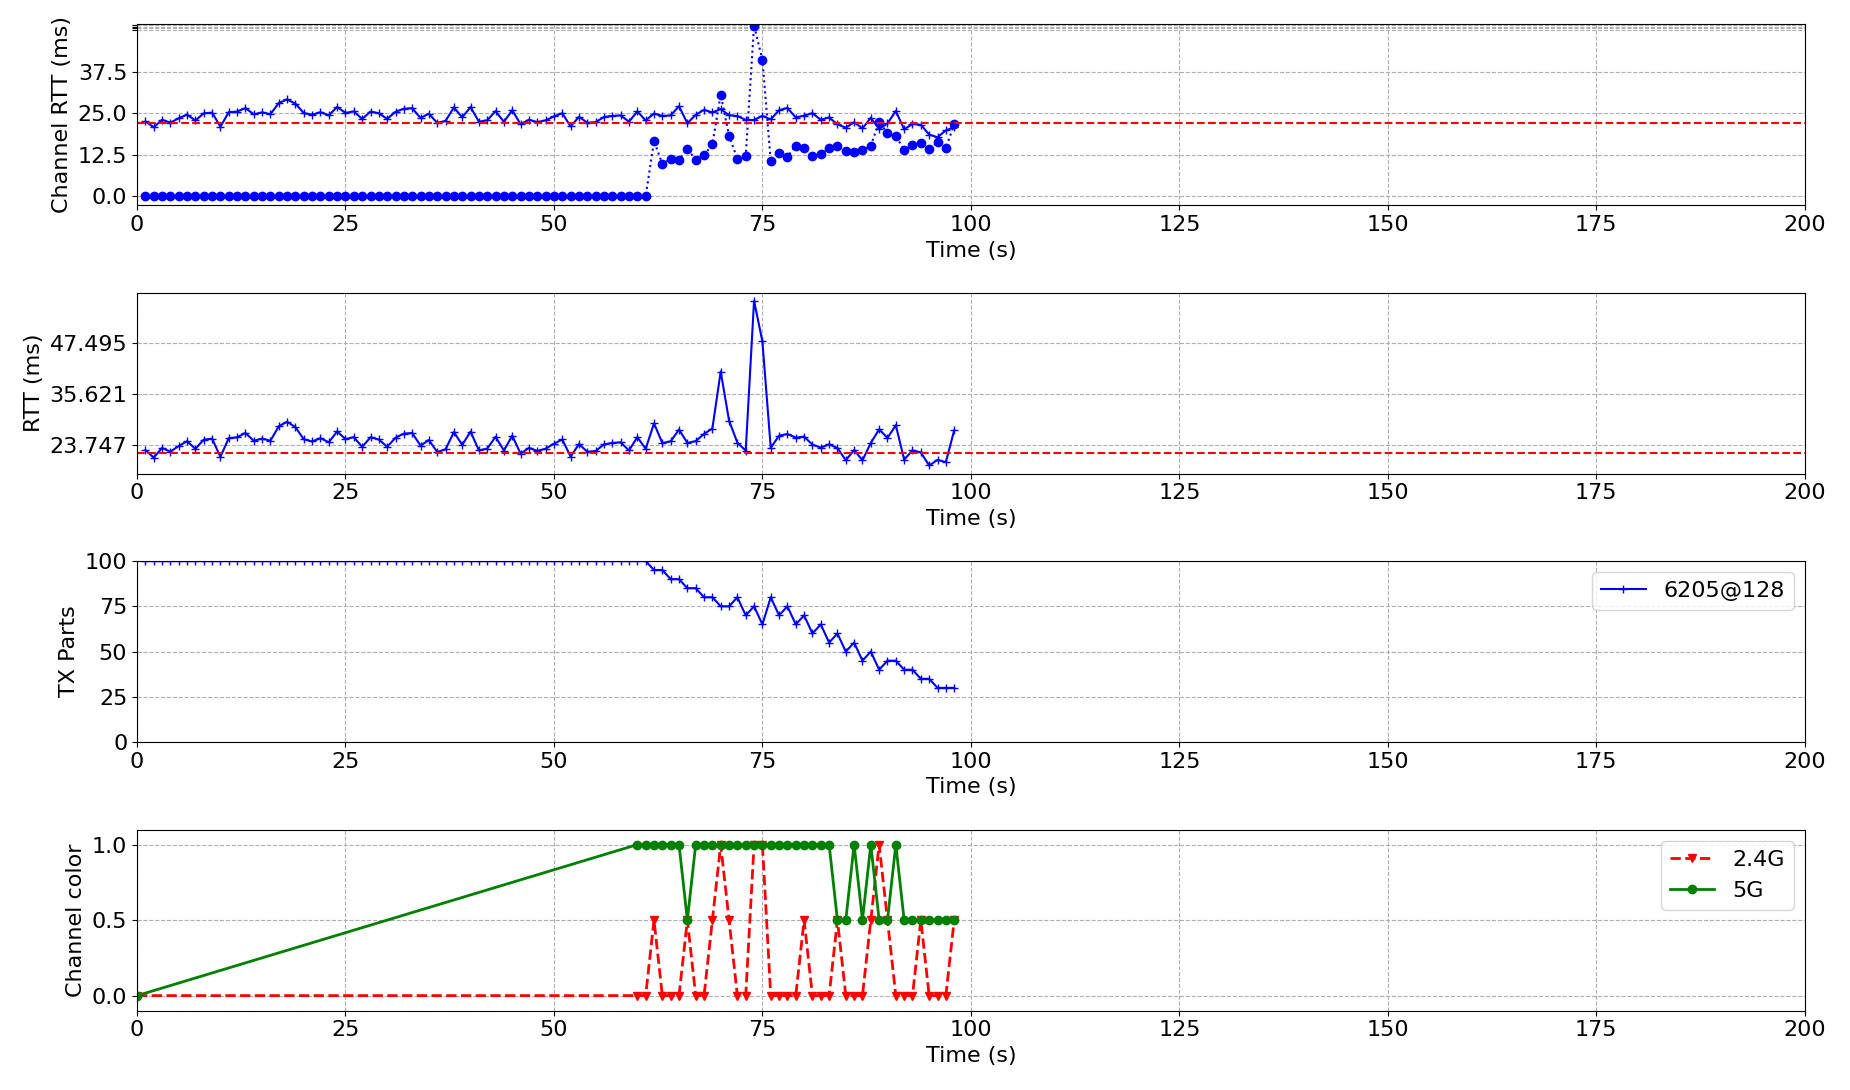 Channel RTT (ms)
37.5
25.0
12.5
0.0
0 25 50 75 100 125 150 175 200
Time (s)
RTT (ms)
47.495
35.621
23.747
0 25 50 75 100 125 150 175 200
Time (s)
TX Parts
100
75
50
25
0
6205@128
0 25 50 75 100 125 150 175 200
Time (s)
Channel color
1.0
0.5
0.0
2.4G
5G
0 25 50 75 100 125 150 175 200
Time (s)